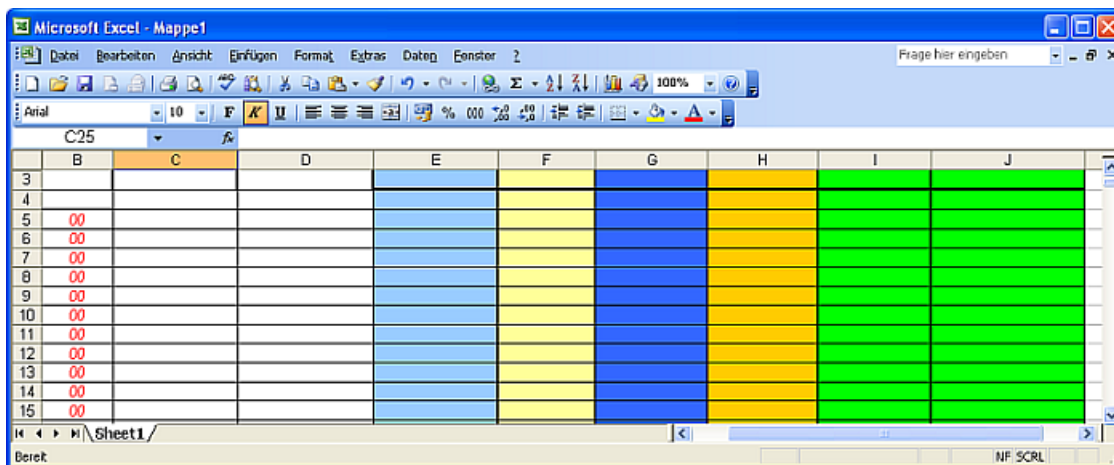 Microsoft Excel - Mappe1
Datei Bearbeiten Ansicht Einfügen Format Extras Daten Fenster ? Frage hier eingeben
Σ 100%
Arial 10 F K U % 000 A
C25 fx
B C D E F G H I J
3
4
5 00
6 00
7 00
8 00
9 00
10 00
11 00
12 00
13 00
14 00
15 00
Sheet1
Bereit NF SCRL